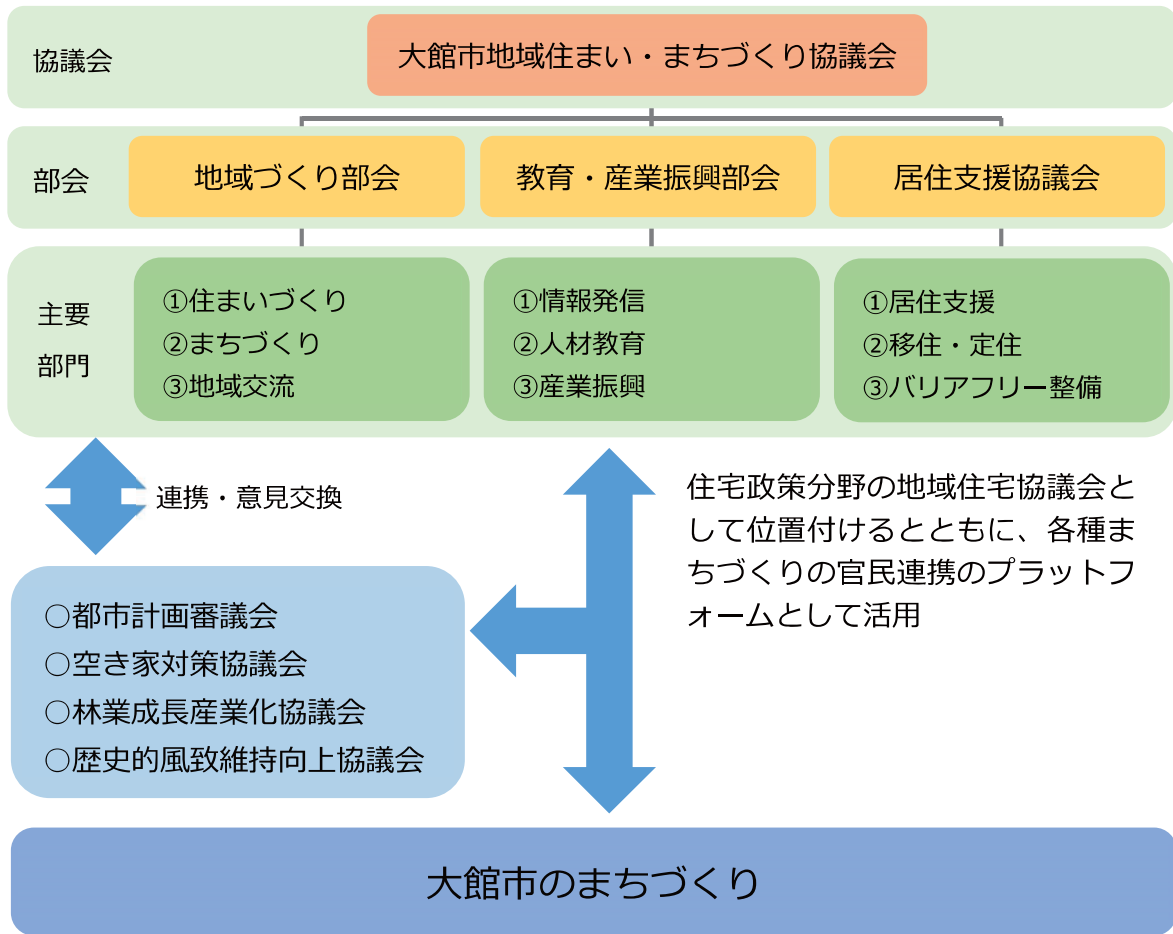 協議会
大館市地域住まい・まちづくり協議会
部会
地域づくり部会
教育・産業振興部会
居住支援協議会
主要
部門
①住まいづくり
②まちづくり
③地域交流
①情報発信
②人材教育
③産業振興
①居住支援
②移住・定住
③バリアフリー整備
連携・意見交換
住宅政策分野の地域住宅協議会と
して位置付けるとともに、各種ま
ちづくりの官民連携のプラットフ
ォームとして活用
○都市計画審議会
○空き家対策協議会
○林業成長産業化協議会
○歴史的風致維持向上協議会
大館市のまちづくり